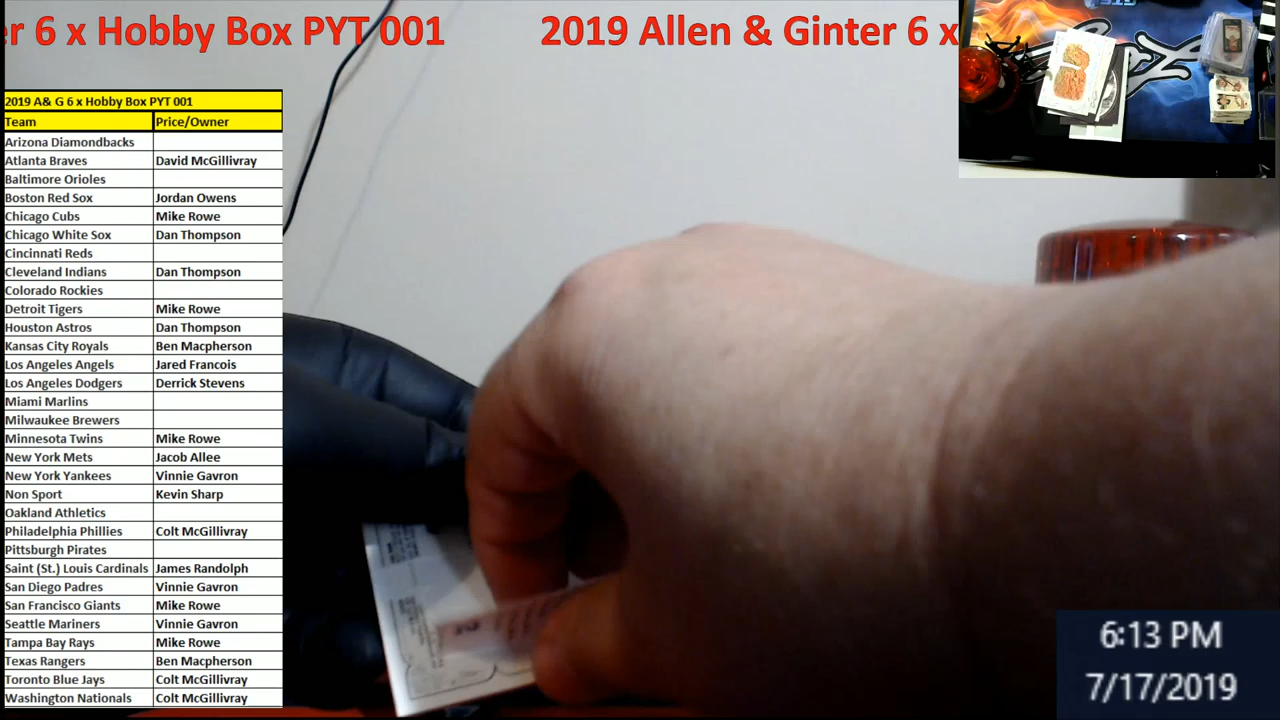 er 6 x Hobby Box PYT 001 2019 Allen & Ginter 6 x
2019 A& G 6 x Hobby Box PYT 001
Team Price/Owner
Arizona Diamondbacks
Atlanta Braves David McGillivray
Baltimore Orioles
Boston Red Sox Jordan Owens
Chicago Cubs Mike Rowe
Chicago White Sox Dan Thompson
Cincinnati Reds
Cleveland Indians Dan Thompson
Colorado Rockies
Detroit Tigers Mike Rowe
Houston Astros Dan Thompson
Kansas City Royals Ben Macpherson
Los Angeles Angels Jared Francois
Los Angeles Dodgers Derrick Stevens
Miami Marlins
Milwaukee Brewers
Minnesota Twins Mike Rowe
New York Mets Jacob Allee
New York Yankees Vinnie Gavron
Non Sport Kevin Sharp
Oakland Athletics
Philadelphia Phillies Colt McGillivray
Pittsburgh Pirates
Saint (St.) Louis Cardinals James Randolph
San Diego Padres Vinnie Gavron
San Francisco Giants Mike Rowe
Seattle Mariners Vinnie Gavron
Tampa Bay Rays Mike Rowe
Texas Rangers Ben Macpherson
Toronto Blue Jays Colt McGillivray
Washington Nationals Colt McGillivray
6:13 PM
7/17/2019